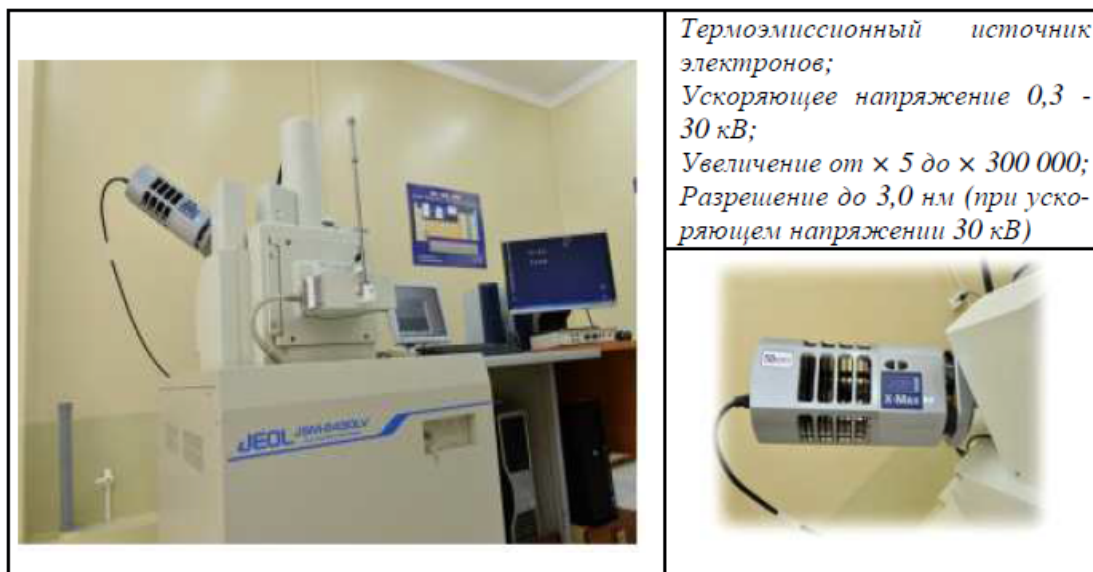 Термоэмиссионный источник
электронов;
Ускоряющее напряжение 0,3 -
30 кВ;
Увеличение от × 5 до × 300 000;
Разрешение до 3,0 нм (при уско-
ряющем напряжении 30 кВ)
JEOL JSM-6490LV
X-Max